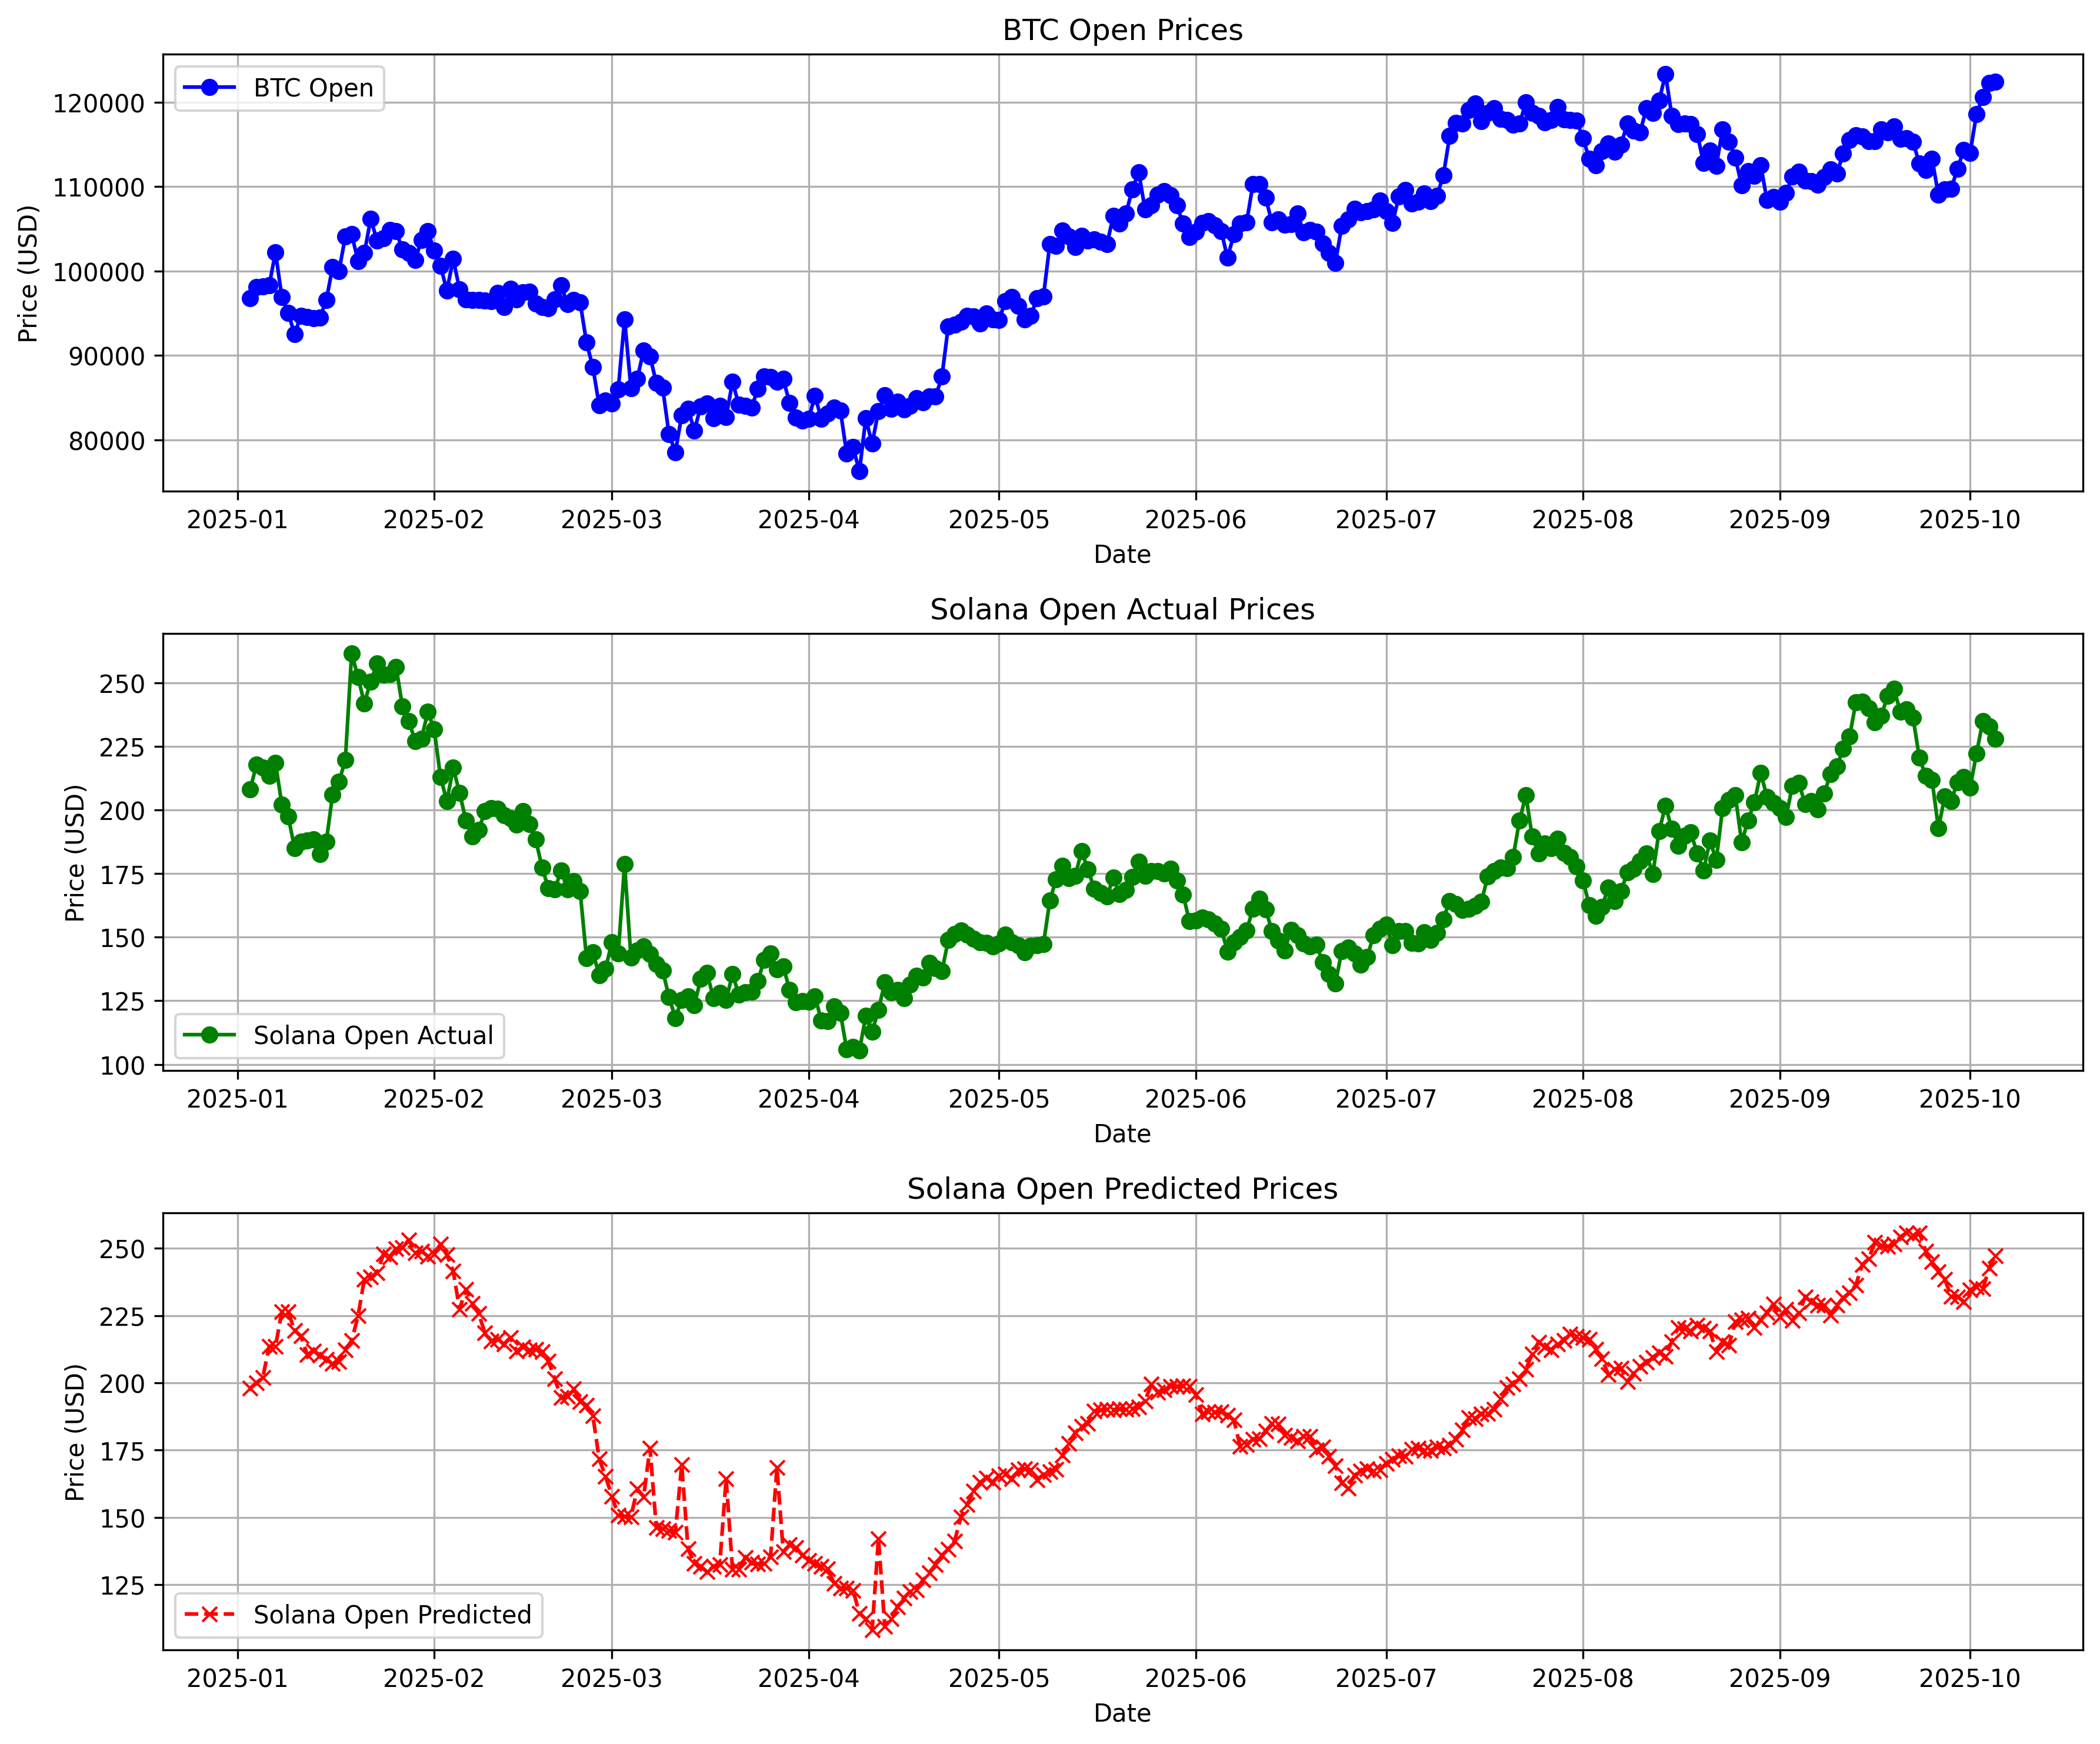 BTC Open Prices
BTC Open
120000
110000
100000
90000
80000
Price (USD)
2025-01 2025-02 2025-03 2025-04 2025-05 2025-06 2025-07 2025-08 2025-09 2025-10
Date
Solana Open Actual Prices
250
225
200
175
150
125
100
Price (USD)
Solana Open Actual
2025-01 2025-02 2025-03 2025-04 2025-05 2025-06 2025-07 2025-08 2025-09 2025-10
Date
Solana Open Predicted Prices
250
225
200
175
150
125
Price (USD)
Solana Open Predicted
2025-01 2025-02 2025-03 2025-04 2025-05 2025-06 2025-07 2025-08 2025-09 2025-10
Date